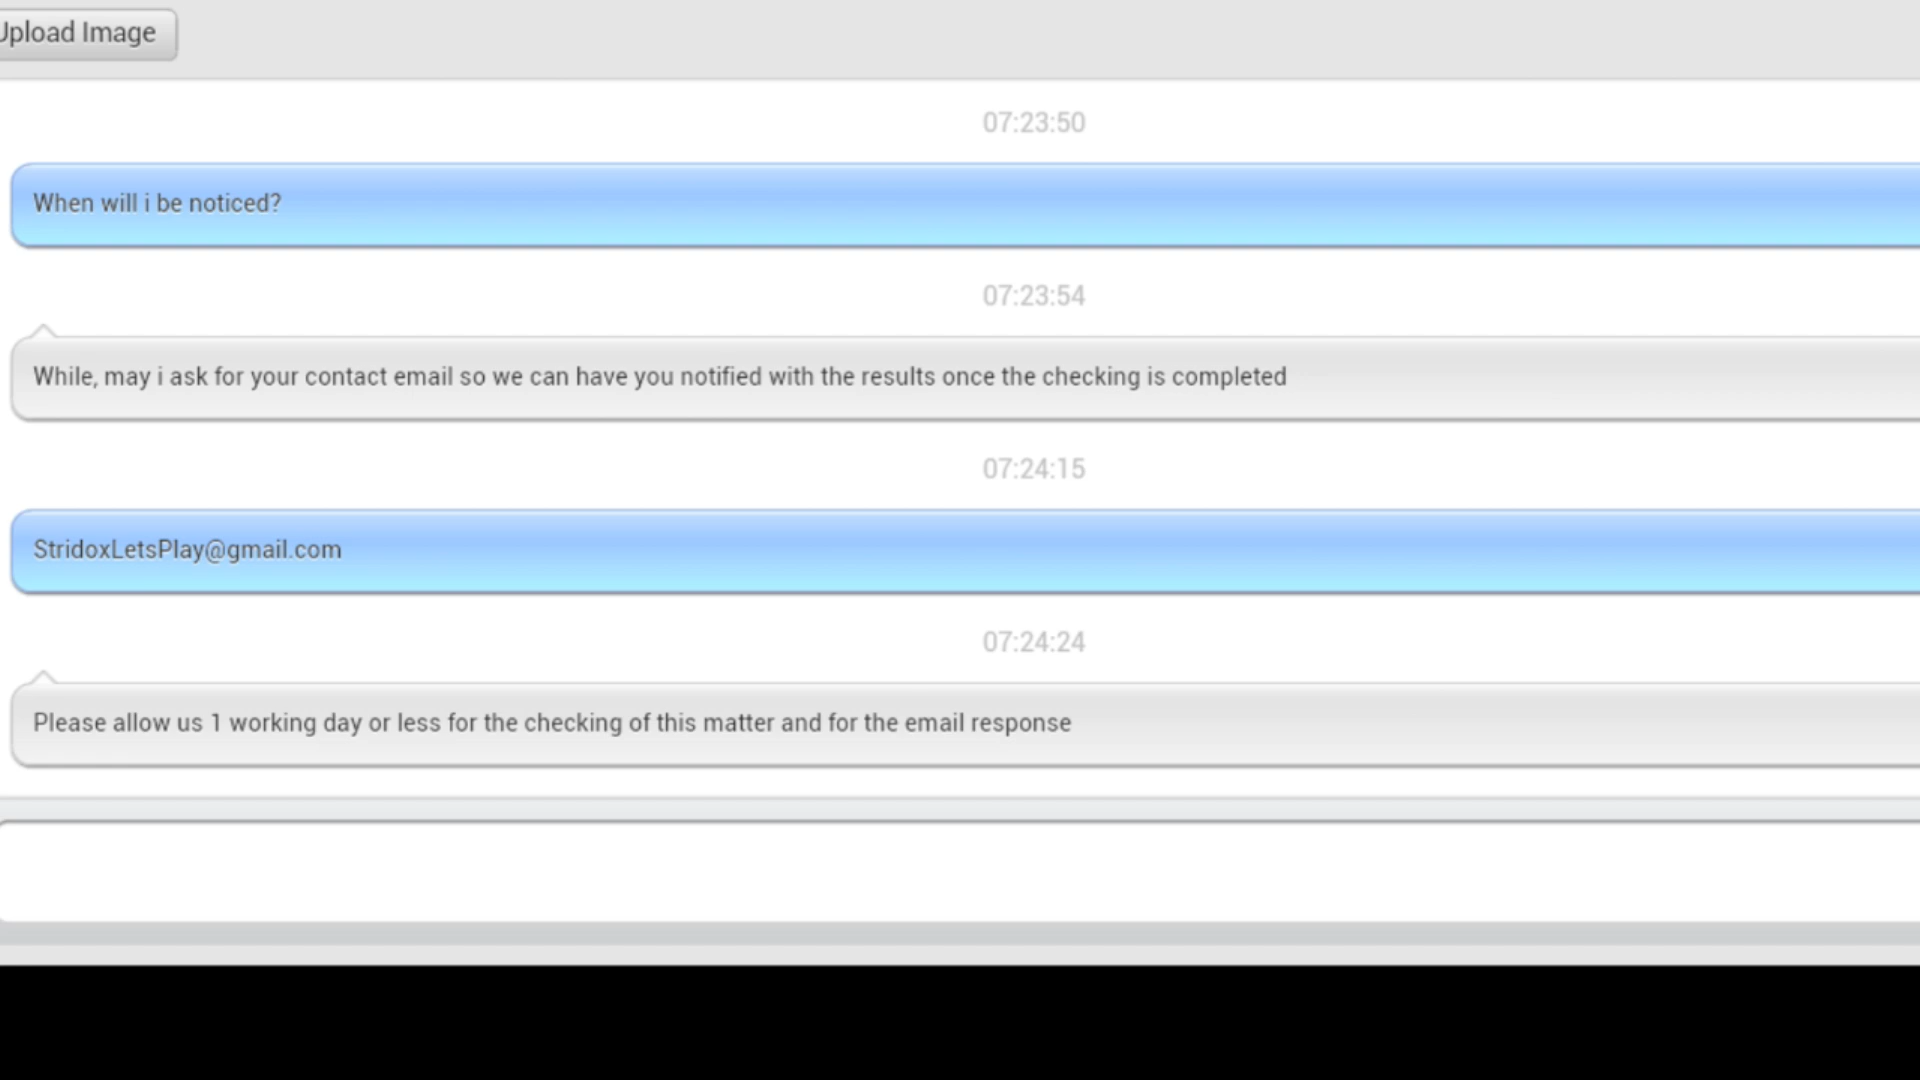 Upload Image
07:23:50
When will i be noticed?
07:23:54
While, may i ask for your contact email so we can have you notified with the results once the checking is completed
07:24:15
StridoxLetsPlay@gmail.com
07:24:24
Please allow us 1 working day or less for the checking of this matter and for the email response